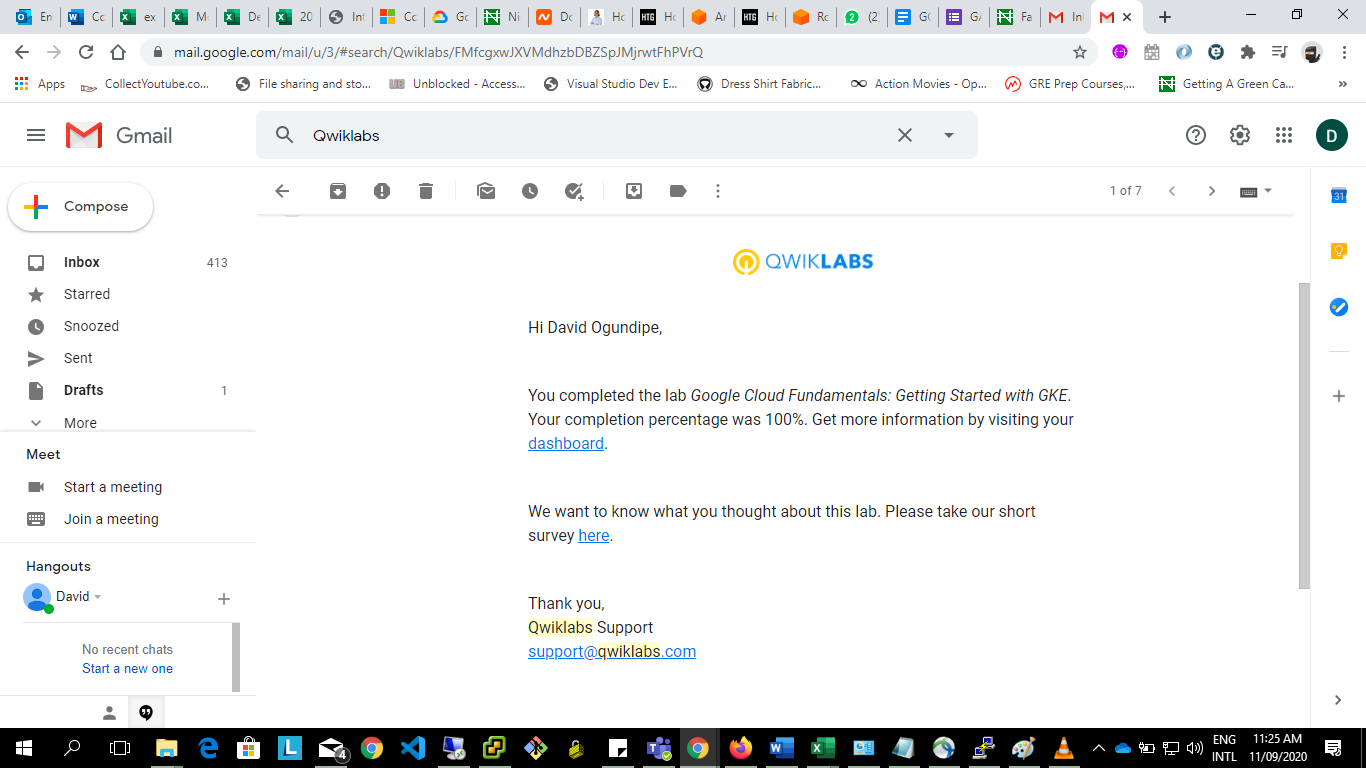 En
Cc
ex
Mc
De
20
Int
Cc
Go
Ni
Do
Hc
Hc
Ar
Hc
Rc
(2
GC
GA
Fa
In
mail.google.com/mail/u/3/#search/Qwiklabs/FMfcgxwJXVMdhzbDBZSpJMjrwtFhPVrQ
Apps
CollectYoutube.co...
File sharing and sto...
Unblocked - Access...
Visual Studio Dev E...
Dress Shirt Fabric...
Action Movies - Op...
GRE Prep Courses,...
Getting A Green Ca...
Gmail
Qwiklabs
D
Compose
1 of 7
Inbox 413
Starred
Snoozed
Sent
Drafts 1
More
Meet
Start a meeting
Join a meeting
Hangouts
David
No recent chats
Start a new one
QWIKLABS
Hi David Ogundipe,
You completed the lab Google Cloud Fundamentals: Getting Started with GKE.
Your completion percentage was 100%. Get more information by visiting your
dashboard.
We want to know what you thought about this lab. Please take our short
survey here.
Thank you,
Qwiklabs Support
support@qwiklabs.com
31
L
4
ENG
INTL
11:25 AM
11/09/2020